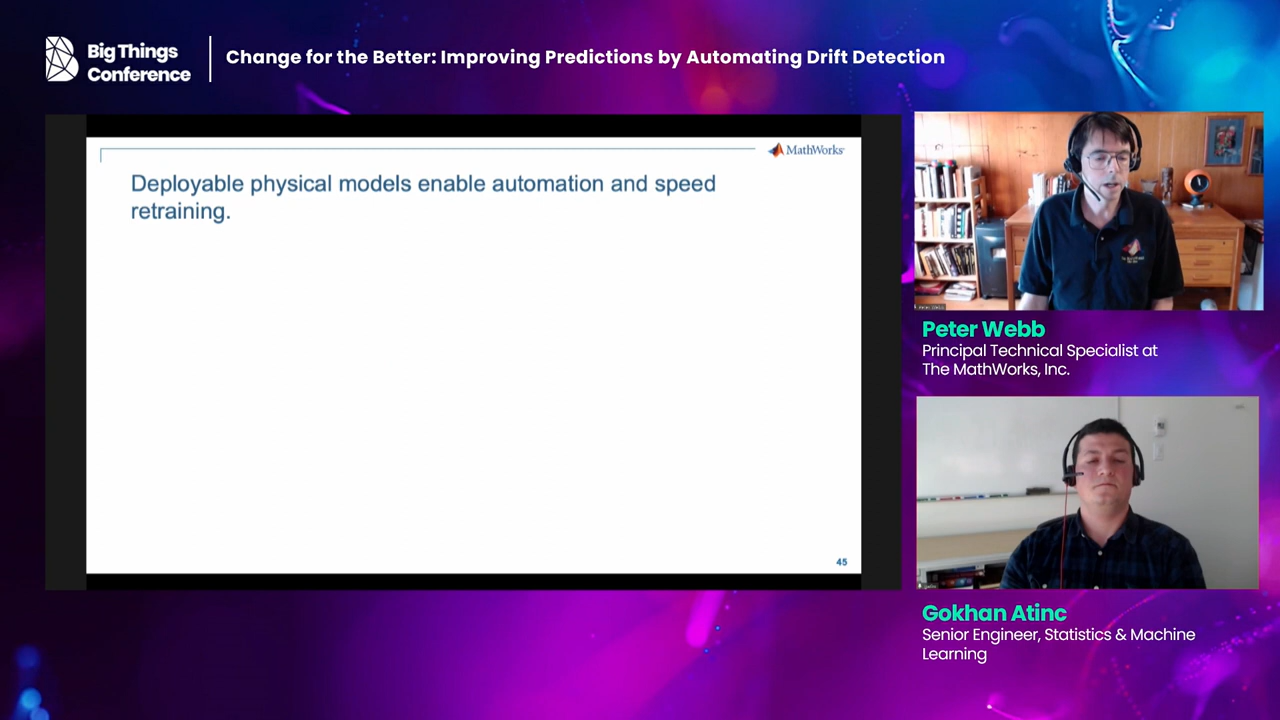 Big Things
Conference
Change for the Better: Improving Predictions by Automating Drift Detection
MathWorks
Deployable physical models enable automation and speed
retraining.
45
Peter Webb
Principal Technical Specialist at
The MathWorks, Inc.
Gokhan Atinc
Senior Engineer, Statistics & Machine
Learning